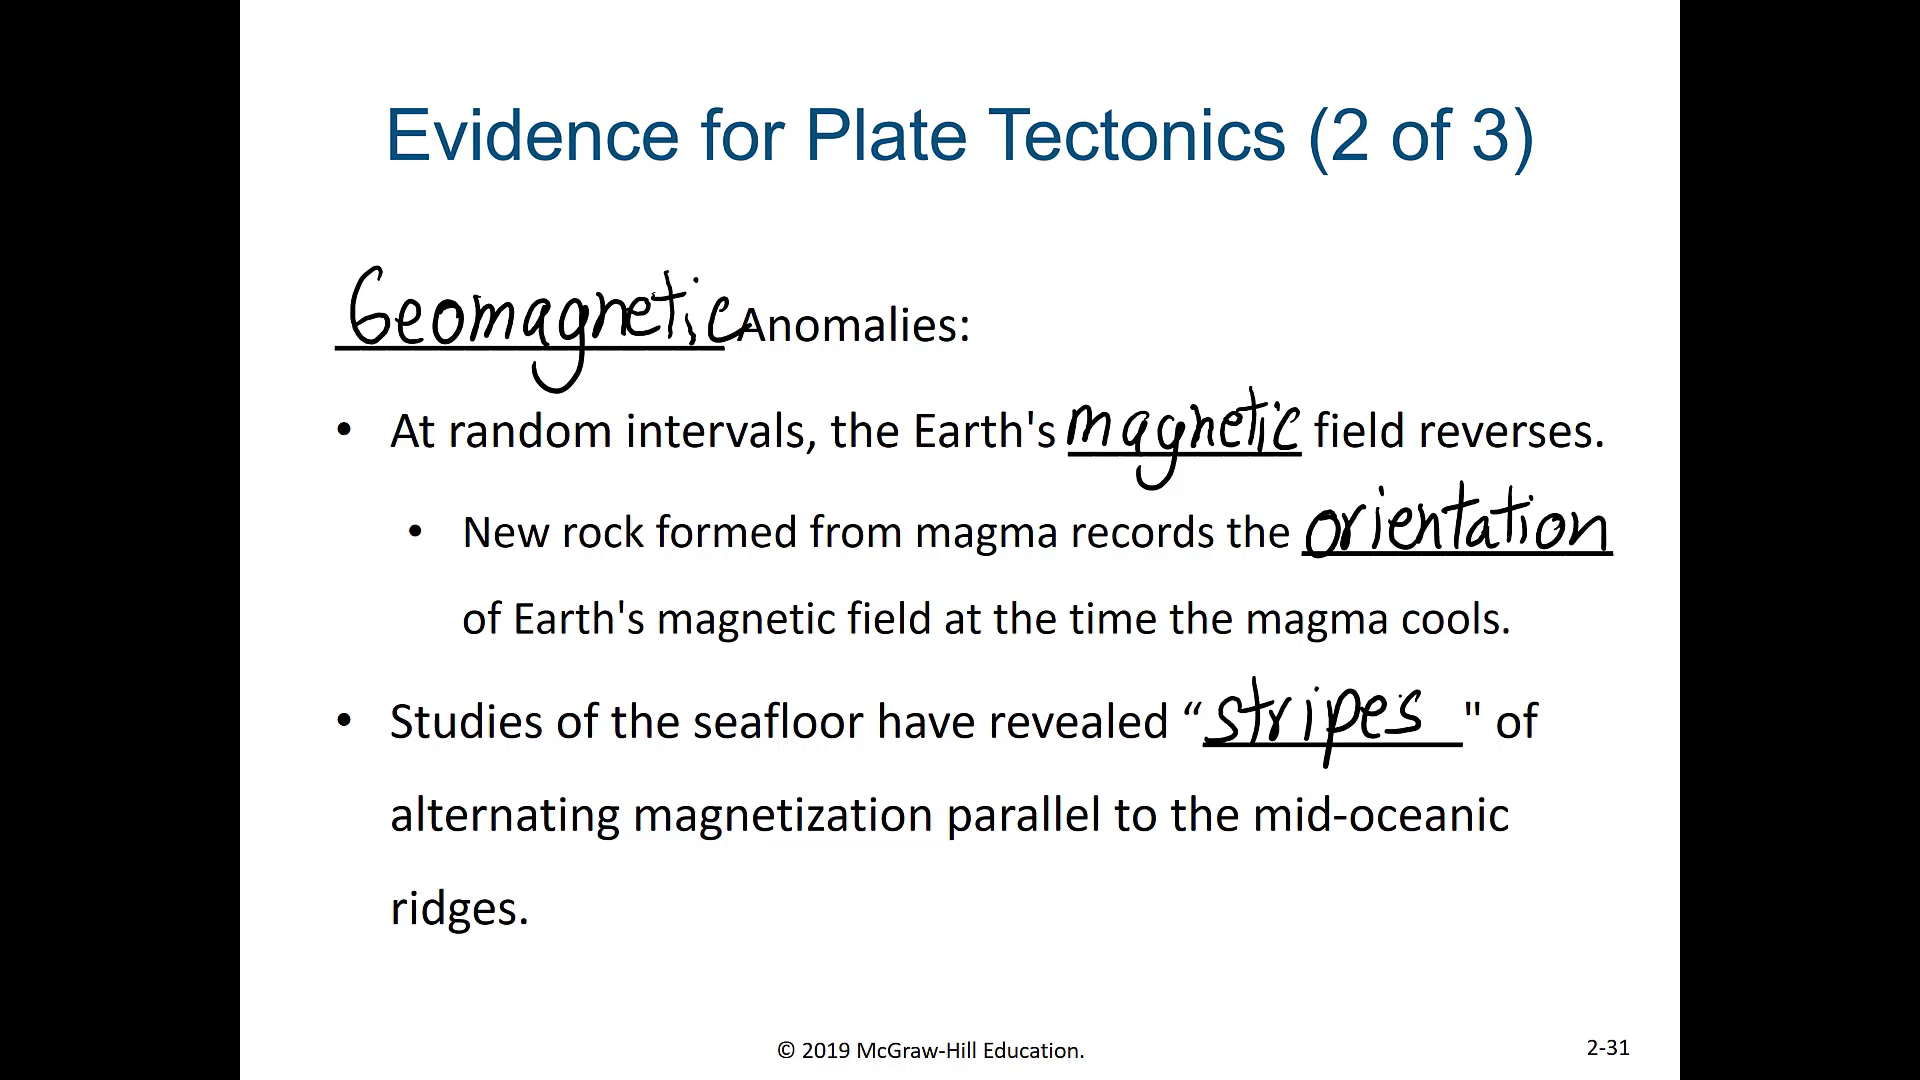 Evidence for Plate Tectonics (2 of 3)
Geomagnetic Anomalies:
• At random intervals, the Earth's magnetic field reverses.
• New rock formed from magma records the orientation
of Earth's magnetic field at the time the magma cools.
• Studies of the seafloor have revealed “stripes" of
alternating magnetization parallel to the mid-oceanic
ridges.
© 2019 McGraw-Hill Education.
2-31